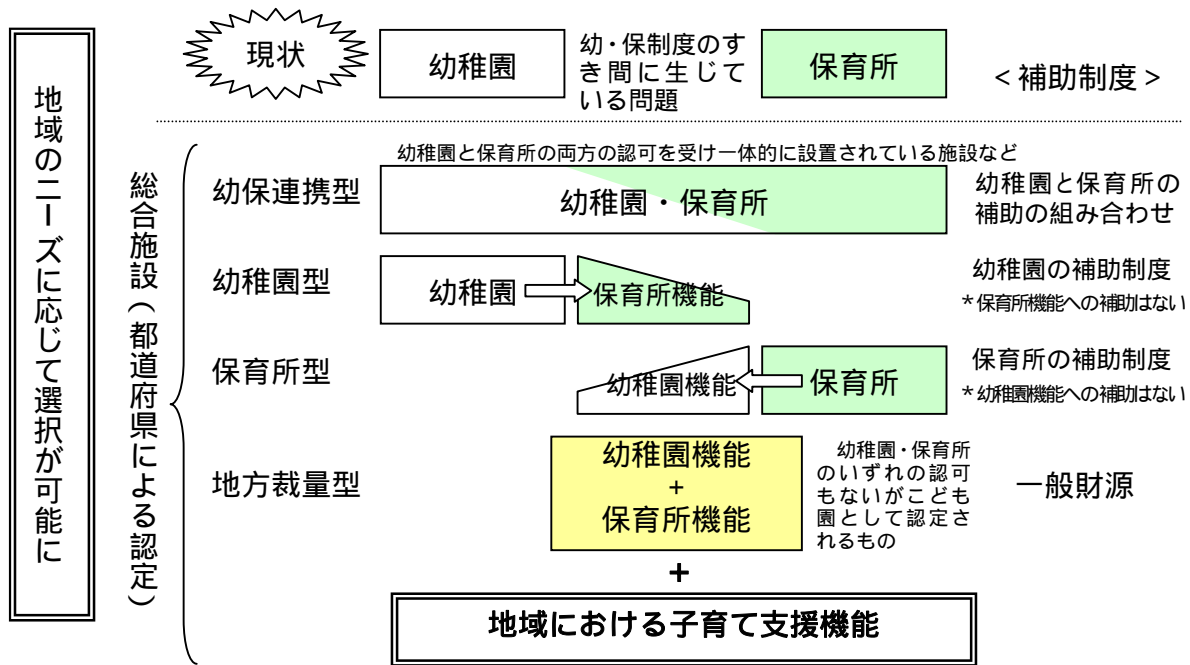 地域のニーズに応じて選択が可能に
現状
幼稚園
幼・保制度のす
き間に生じて
いる問題
保育所
<補助制度>
総合施設(都道府県による認定)
幼稚園と保育所の両方の認可を受け一体的に設置されている施設など
幼保連携型
幼稚園・保育所
幼稚園と保育所の
補助の組み合わせ
幼稚園型
幼稚園
保育所機能
幼稚園の補助制度
*保育所機能への補助はない
保育所型
幼稚園機能
保育所
保育所の補助制度
*幼稚園機能への補助はない
地方裁量型
幼稚園機能
+
保育所機能
幼稚園・保育所
のいずれの認可
もないがこども
園として認定さ
れるもの
一般財源
+
地域における子育て支援機能